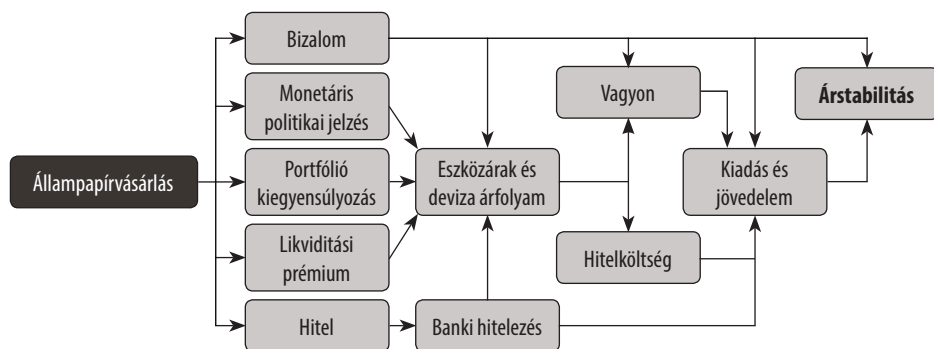 Bizalom
Monetáris
politikai jelzés
Vagyon
Árstabilitás
Állampapírvásárlás
Portfólió
kiegyensúlyozás
Eszközárak és
deviza árfolyam
Kiadás és
jövedelem
Likviditási
prémium
Hitelköltség
Hitel
Banki hitelezés